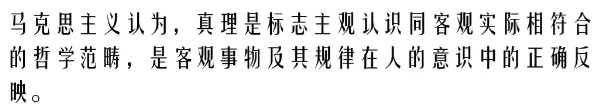 马克思主义认为，真理是标志主观认识同客观实际相符合
的哲学范畴，是客观事物及其规律在人的意识中的正确反
映。